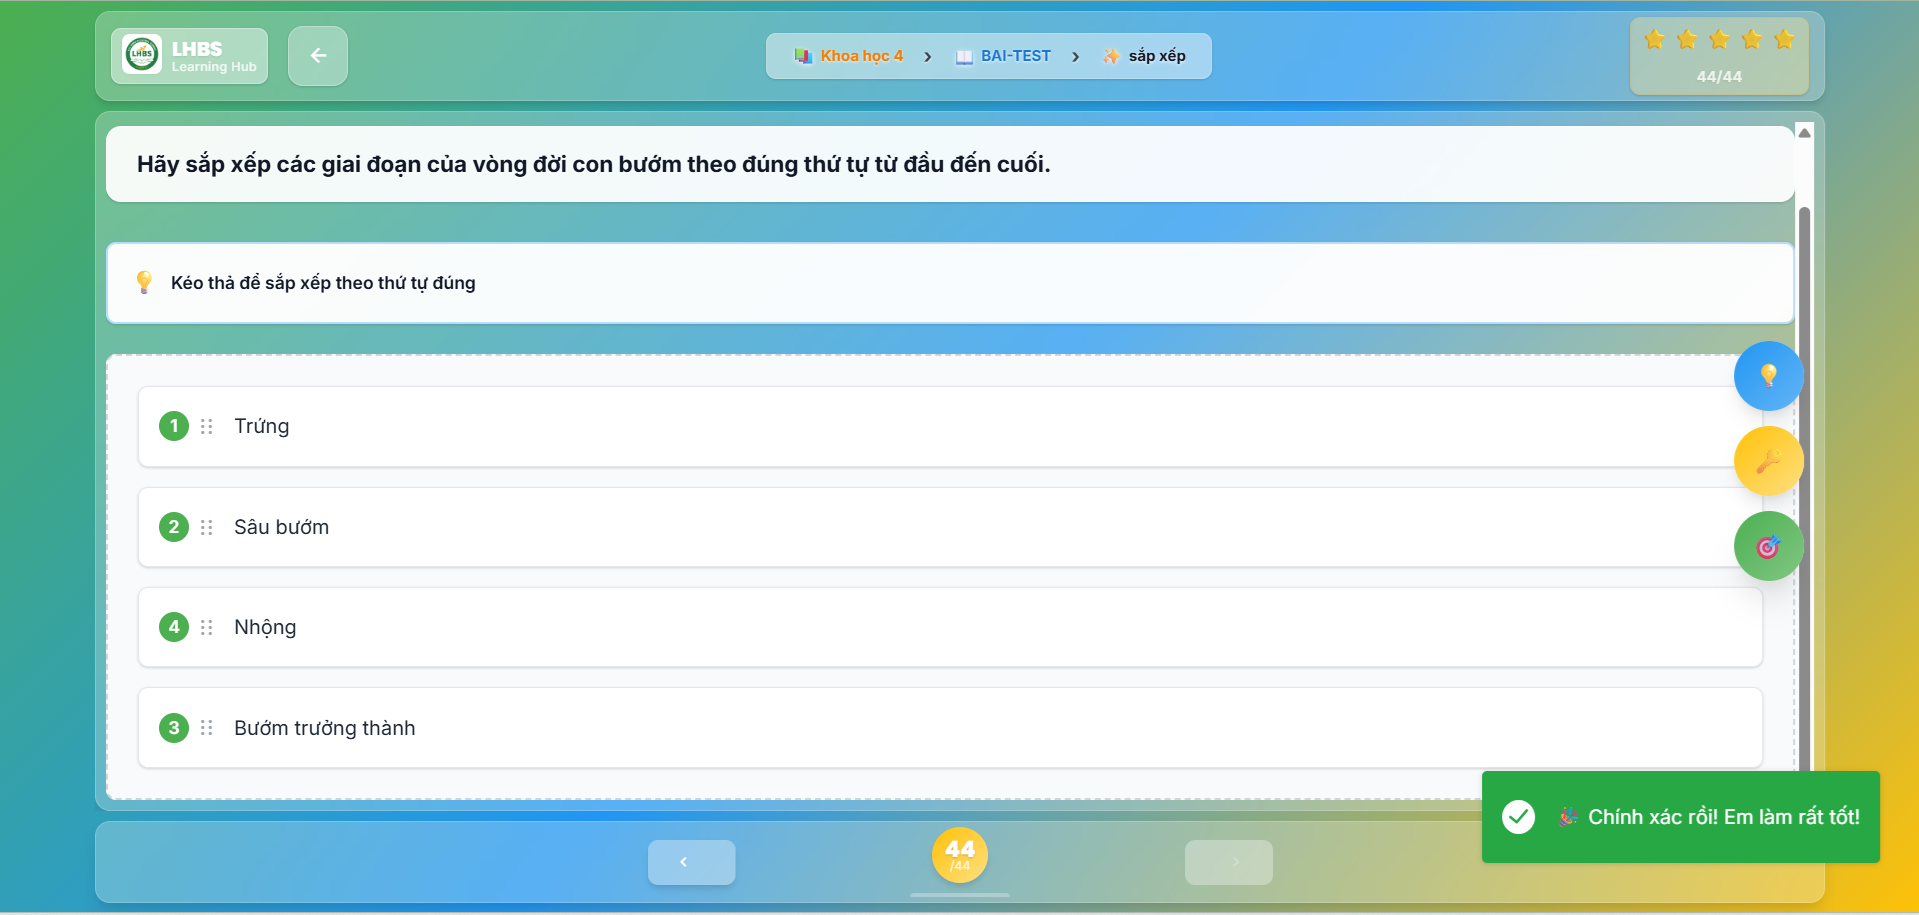 LHBS
LHBS
Learning Hub
Khoa học 4
BAI-TEST
sắp xếp
44/44
Hãy sắp xếp các giai đoạn của vòng đời con bướm theo đúng thứ tự từ đầu đến cuối.
Kéo thả để sắp xếp theo thứ tự đúng
1 Trứng
2 Sâu bướm
4 Nhộng
3 Bướm trưởng thành
Chính xác rồi! Em làm rất tốt!
44
/44